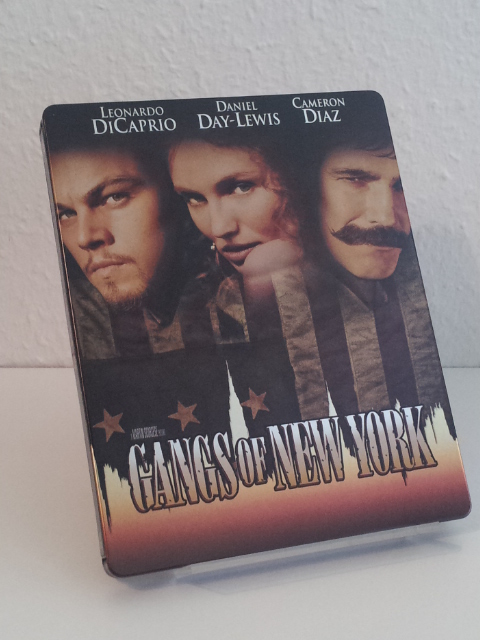 LEONARDO
DICAPRIO
DANIEL
DAY-LEWIS
CAMERON
DIAZ
GANGS OF NEW YORK